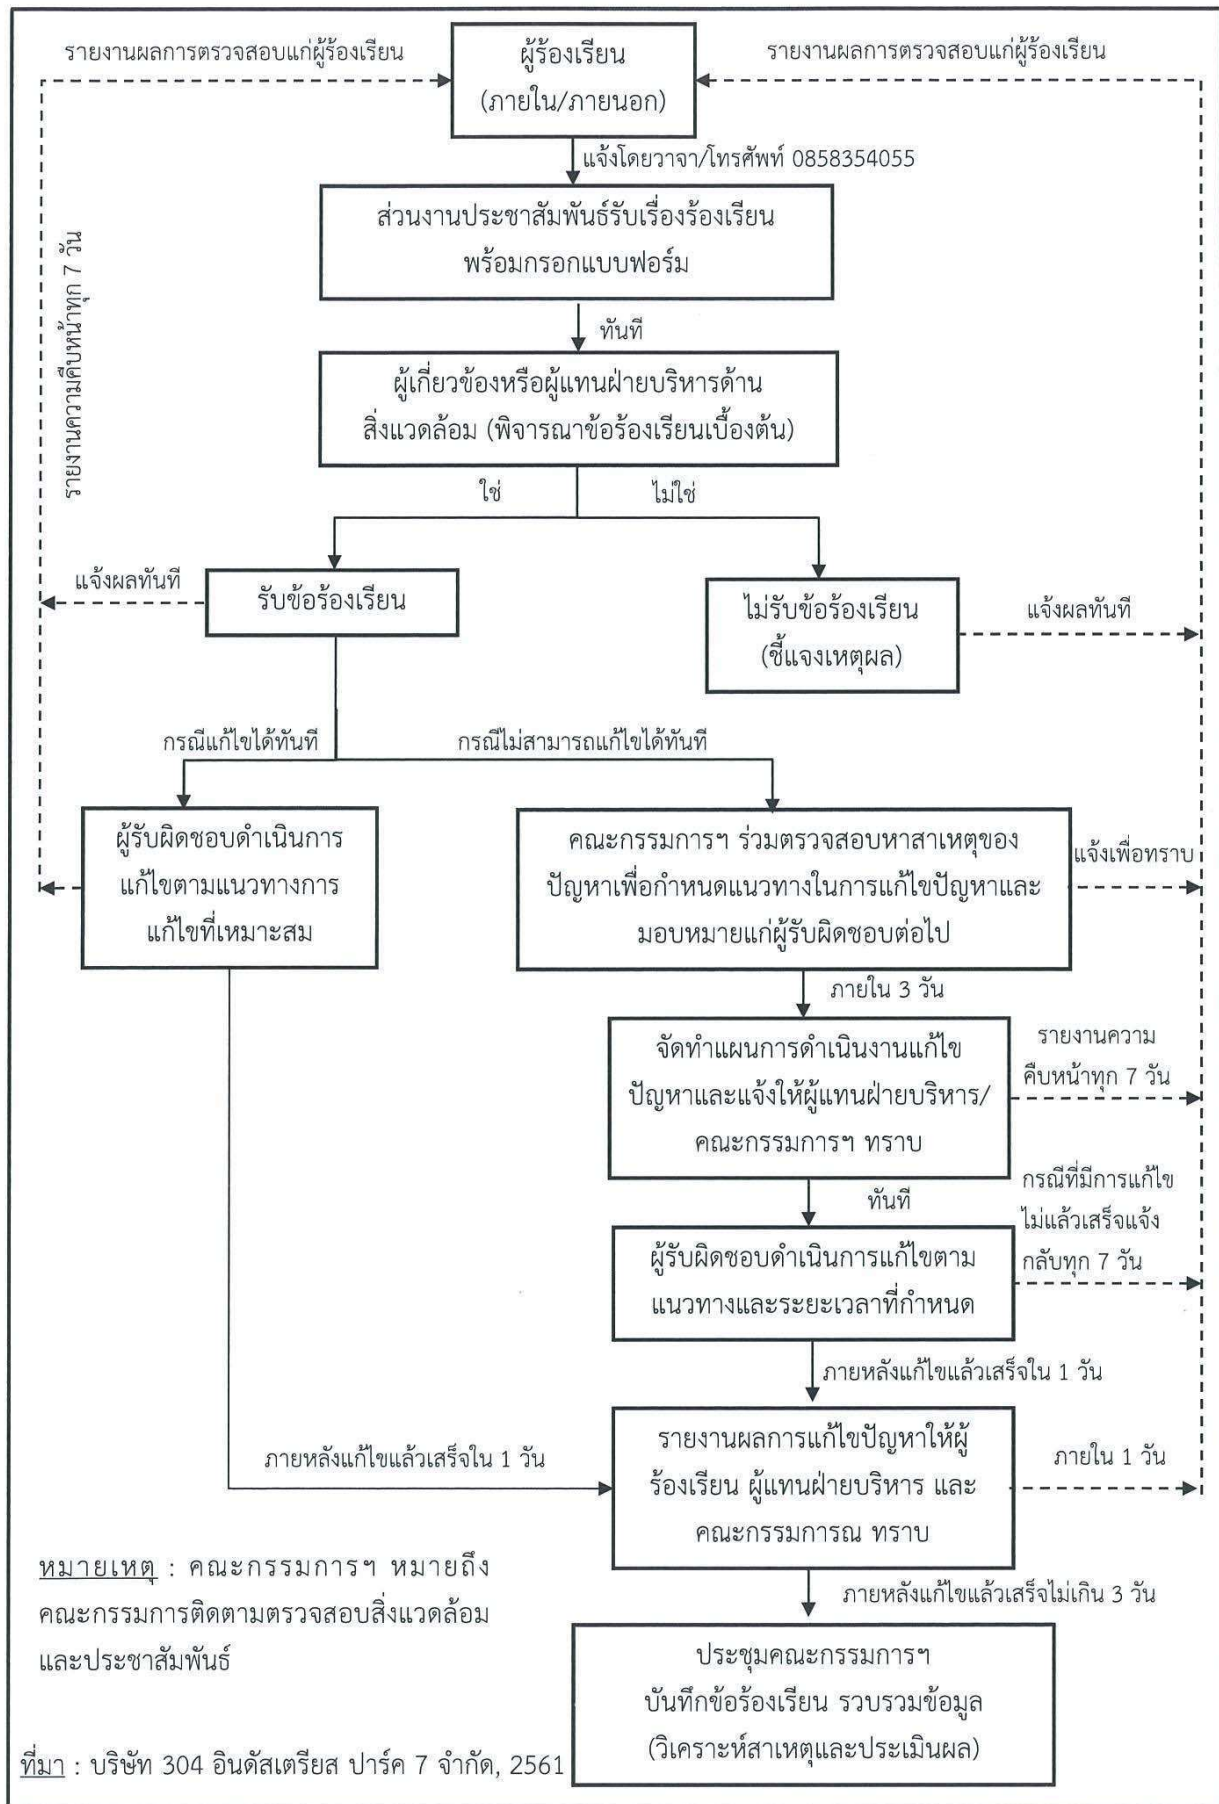 รายงานผลการตรวจสอบแก่ผู้ร้องเรียน
ผู้ร้องเรียน
(ภายใน/ภายนอก)
รายงานผลการตรวจสอบแก่ผู้ร้องเรียน
แจ้งโดยวาจา/โทรศัพท์ 0858354055
ส่วนงานประชาสัมพันธ์รับเรื่องร้องเรียน
พร้อมกรอกแบบฟอร์ม
รายงานความคืบหน้าทุก 7 วัน
ทันที
ผู้เกี่ยวข้องหรือผู้แทนฝ่ายบริหารด้าน
สิ่งแวดล้อม (พิจารณาข้อร้องเรียนเบื้องต้น)
ใช่
ไม่ใช่
แจ้งผลทันที
รับข้อร้องเรียน
ไม่รับข้อร้องเรียน
(ชี้แจงเหตุผล)
แจ้งผลทันที
กรณีแก้ไขได้ทันที
กรณีไม่สามารถแก้ไขได้ทันที
ผู้รับผิดชอบดำเนินการ
แก้ไขตามแนวทางการ
แก้ไขที่เหมาะสม
คณะกรรมการฯ ร่วมตรวจสอบหาสาเหตุของ
ปัญหาเพื่อกำหนดแนวทางในการแก้ไขปัญหาและ
มอบหมายแก่ผู้รับผิดชอบต่อไป
แจ้งเพื่อทราบ
ภายใน 3 วัน
จัดทำแผนการดำเนินงานแก้ไข
ปัญหาและแจ้งให้ผู้แทนฝ่ายบริหาร/
คณะกรรมการฯ ทราบ
รายงานความ
คืบหน้าทุก 7 วัน
ทันที
กรณีที่มีการแก้ไข
ไม่แล้วเสร็จแจ้ง
กลับทุก 7 วัน
ผู้รับผิดชอบดำเนินการแก้ไขตาม
แนวทางและระยะเวลาที่กำหนด
ภายหลังแก้ไขแล้วเสร็จใน 1 วัน
ภายหลังแก้ไขแล้วเสร็จใน 1 วัน
รายงานผลการแก้ไขปัญหาให้ผู้
ร้องเรียน ผู้แทนฝ่ายบริหาร และ
คณะกรรมการณ ทราบ
ภายใน 1 วัน
ภายหลังแก้ไขแล้วเสร็จไม่เกิน 3 วัน
ประชุมคณะกรรมการฯ
บันทึกข้อร้องเรียน รวบรวมข้อมูล
(วิเคราะห์สาเหตุและประเมินผล)
หมายเหตุ : คณะกรรมการฯ หมายถึง
คณะกรรมการติดตามตรวจสอบสิ่งแวดล้อม
และประชาสัมพันธ์
ที่มา : บริษัท 304 อินดัสเตรียส ปาร์ค 7 จำกัด, 2561